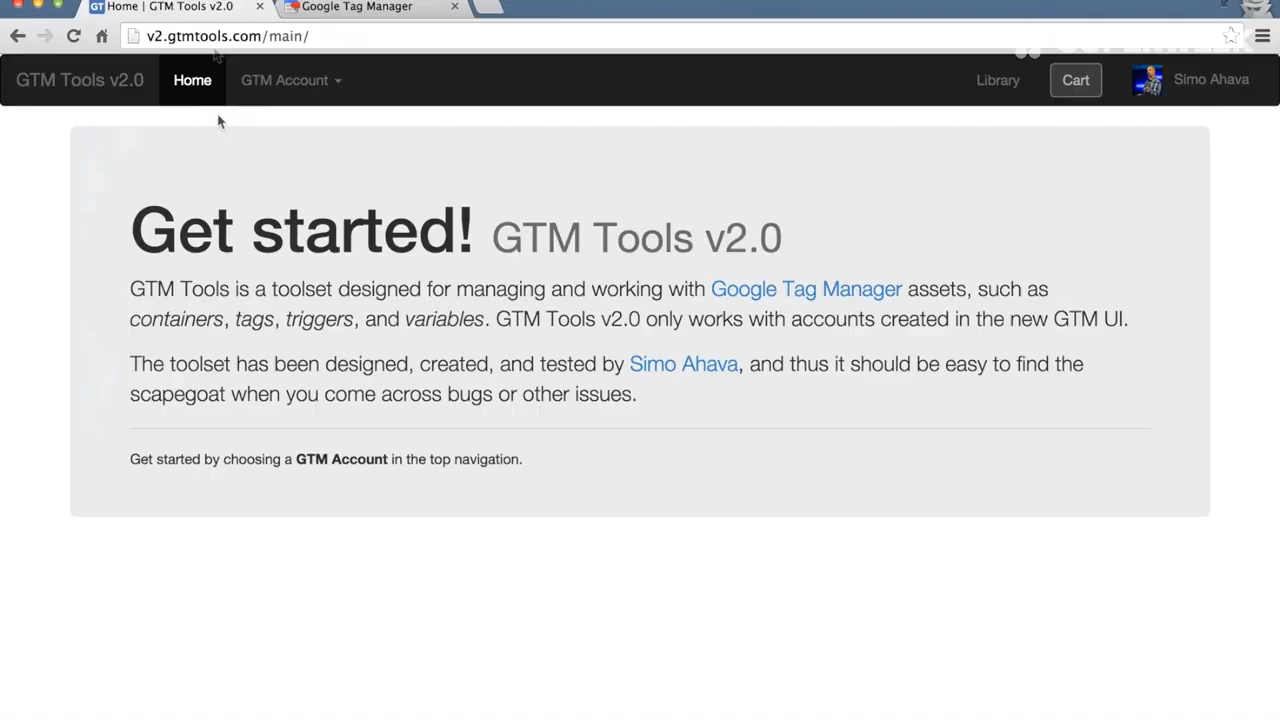 Home | GTM Tools v2.0
Google Tag Manager
v2.gtmtools.com/main/
GTM Tools v2.0
Home
GTM Account
Library
Cart
Simo Ahava
Get started! GTM Tools v2.0
GTM Tools is a toolset designed for managing and working with Google Tag Manager assets, such as
containers, tags, triggers, and variables. GTM Tools v2.0 only works with accounts created in the new GTM UI.
The toolset has been designed, created, and tested by Simo Ahava, and thus it should be easy to find the
scapegoat when you come across bugs or other issues.
Get started by choosing a GTM Account in the top navigation.